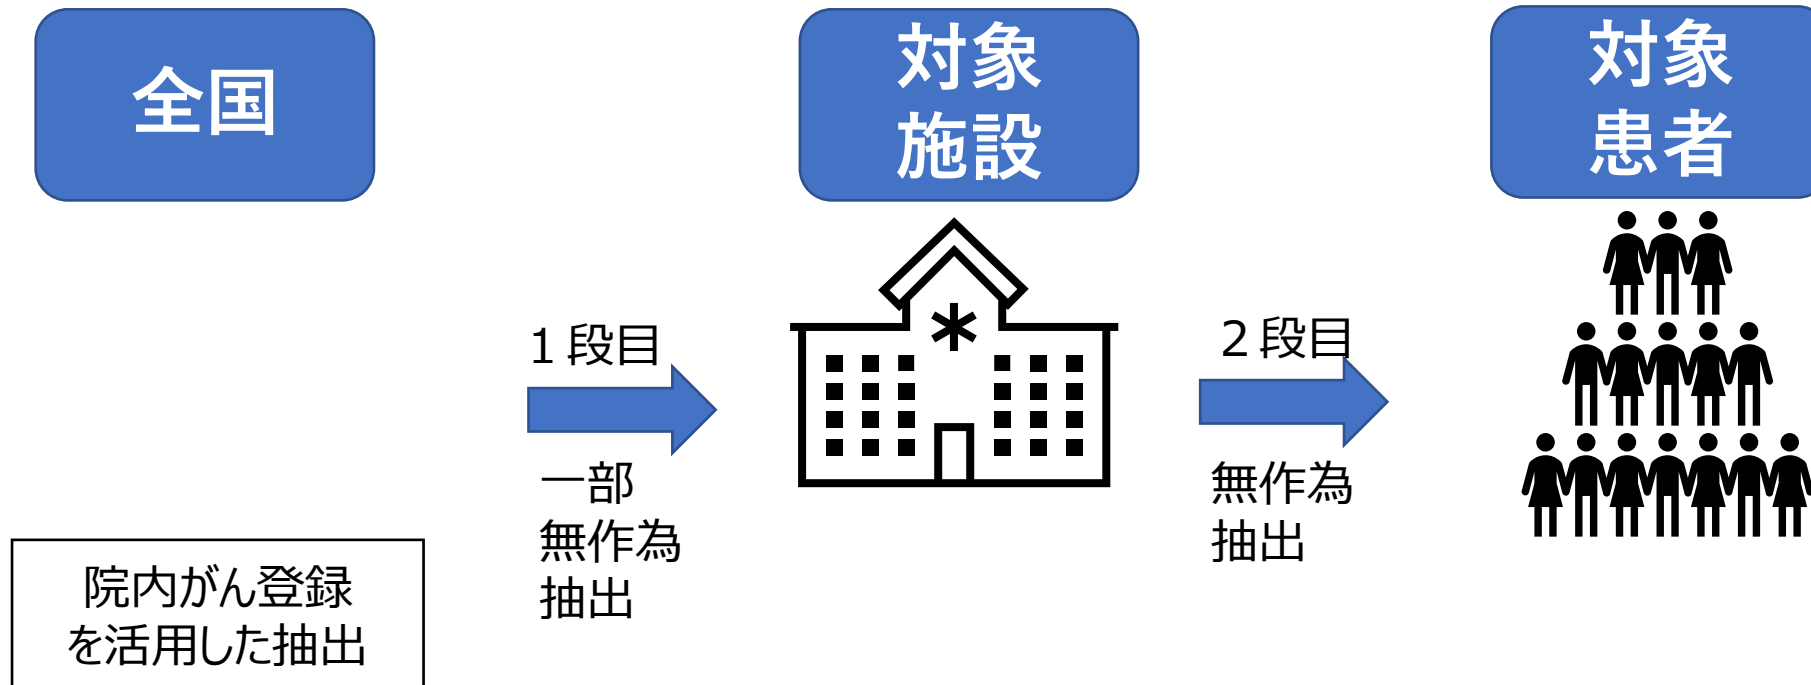 全国
対象
施設
対象
患者
１段目
一部
無作為
抽出
２段目
無作為
抽出
院内がん登録
を活用した抽出